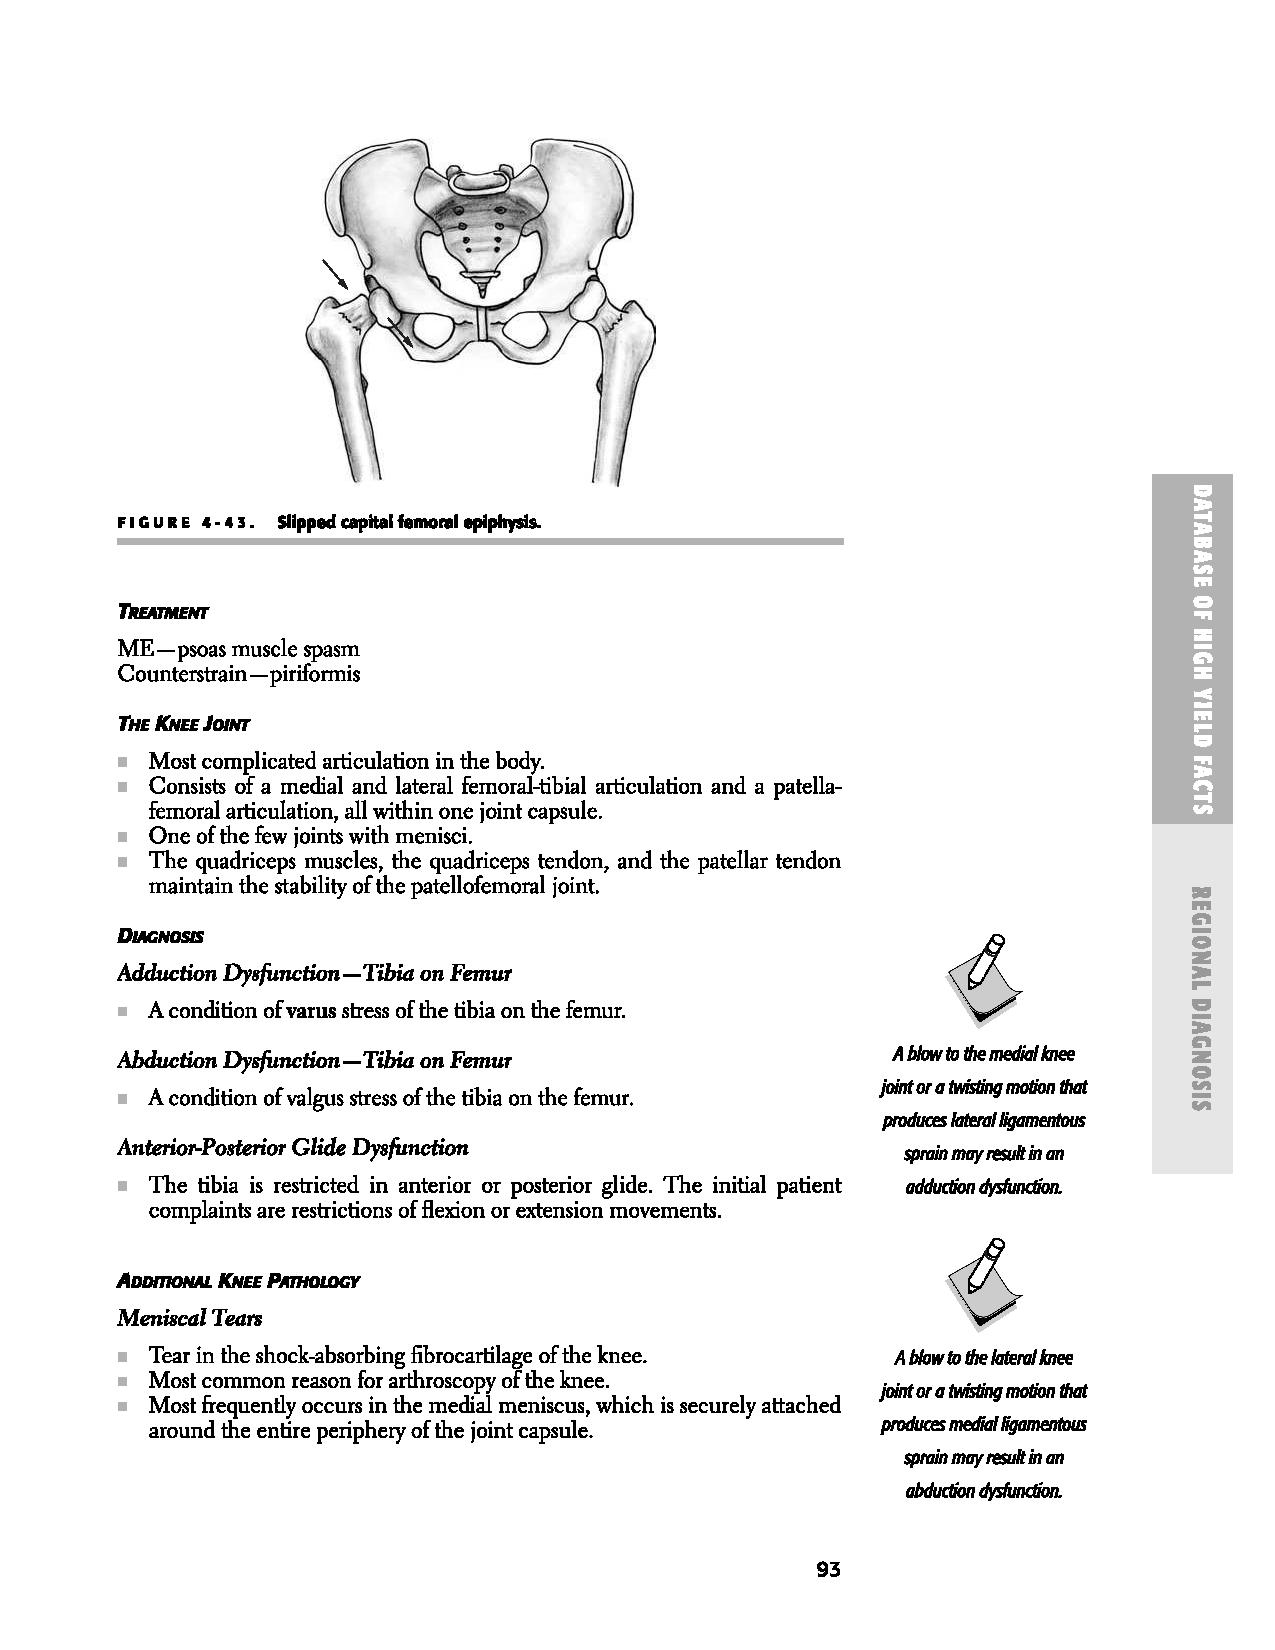 FIGURE 4-43. Slipped capital femoral epiphysis.
TREATMENT
ME—psoas muscle spasm
Counterstrain—piriformis
THE KNEE JOINT
■ Most complicated articulation in the body.
■ Consists of a medial and lateral femoral-tibial articulation and a patella-
femoral articulation, all within one joint capsule.
■ One of the few joints with menisci.
■ The quadriceps muscles, the quadriceps tendon, and the patellar tendon
maintain the stability of the patellofemoral joint.
DIAGNOSIS
Adduction Dysfunction—Tibia on Femur
■ A condition of varus stress of the tibia on the femur.
Abduction Dysfunction—Tibia on Femur
■ A condition of valgus stress of the tibia on the femur.
Anterior-Posterior Glide Dysfunction
■ The tibia is restricted in anterior or posterior glide. The initial patient
complaints are restrictions of flexion or extension movements.
ADDITIONAL KNEE PATHOLOGY
Meniscal Tears
■ Tear in the shock-absorbing fibrocartilage of the knee.
■ Most common reason for arthroscopy of the knee.
■ Most frequently occurs in the medial meniscus, which is securely attached
around the entire periphery of the joint capsule.
A blow to the medial knee
joint or a twisting motion that
produces lateral ligamentous
sprain may result in an
adduction dysfunction.
A blow to the lateral knee
joint or a twisting motion that
produces medial ligamentous
sprain may result in an
abduction dysfunction.
DATABASE OF HIGH YIELD FACTS
REGIONAL DIAGNOSIS
93